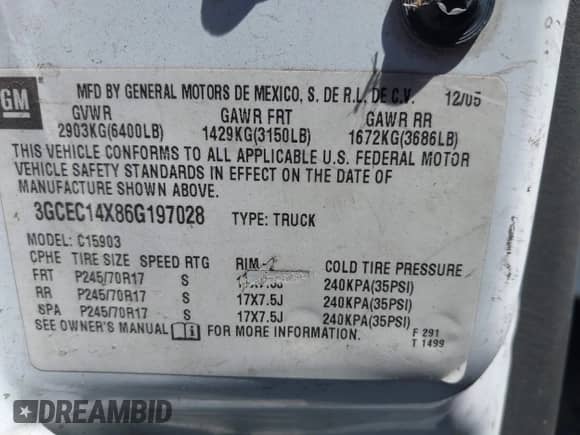 GM
MFD BY GENERAL MOTORS DE MEXICO, S. DE R.L. DE C.V. 12/05
GVWR GAWR FRT GAWR RR
2903KG(6400LB) 1429KG(3150LB) 1672KG(3686LB)
THIS VEHICLE CONFORMS TO ALL APPLICABLE U.S. FEDERAL MOTOR
VEHICLE SAFETY STANDARDS IN EFFECT ON THE DATE OF
MANUFACTURE SHOWN ABOVE.
3GCEC14X86G197028 TYPE: TRUCK
MODEL: C15903
CPHE TIRE SIZE SPEED RTG RIM COLD TIRE PRESSURE
FRT P245/70R17 S 240KPA(35PSI)
RR P245/70R17 S 17X7.5J 240KPA(35PSI)
SPA P245/70R17 S 17X7.5J 240KPA(35PSI)
SEE OWNER'S MANUAL FOR MORE INFORMATION.
F 291
T 1499
DREAMBID